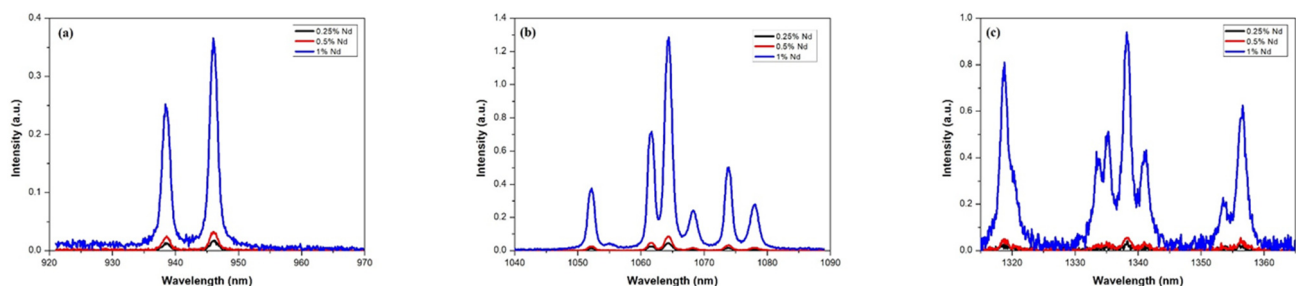 0.4
0.3
0.2
0.1
0.0
Intensity (a.u.)
(a)
0.25% Nd
0.5% Nd
1% Nd
920 930 940 950 960 970
Wavelength (nm)
1.4
1.2
1.0
0.8
0.6
0.4
0.2
0.0
Intensity (a.u.)
(b)
0.25% Nd
0.5% Nd
1% Nd
1040 1050 1060 1070 1080 1090
Wavelength (nm)
1.0
0.8
0.6
0.4
0.2
0.0
Intensity (a.u.)
(c)
0.25% Nd
0.5% Nd
1% Nd
1320 1330 1340 1350 1360
Wavelength (nm)